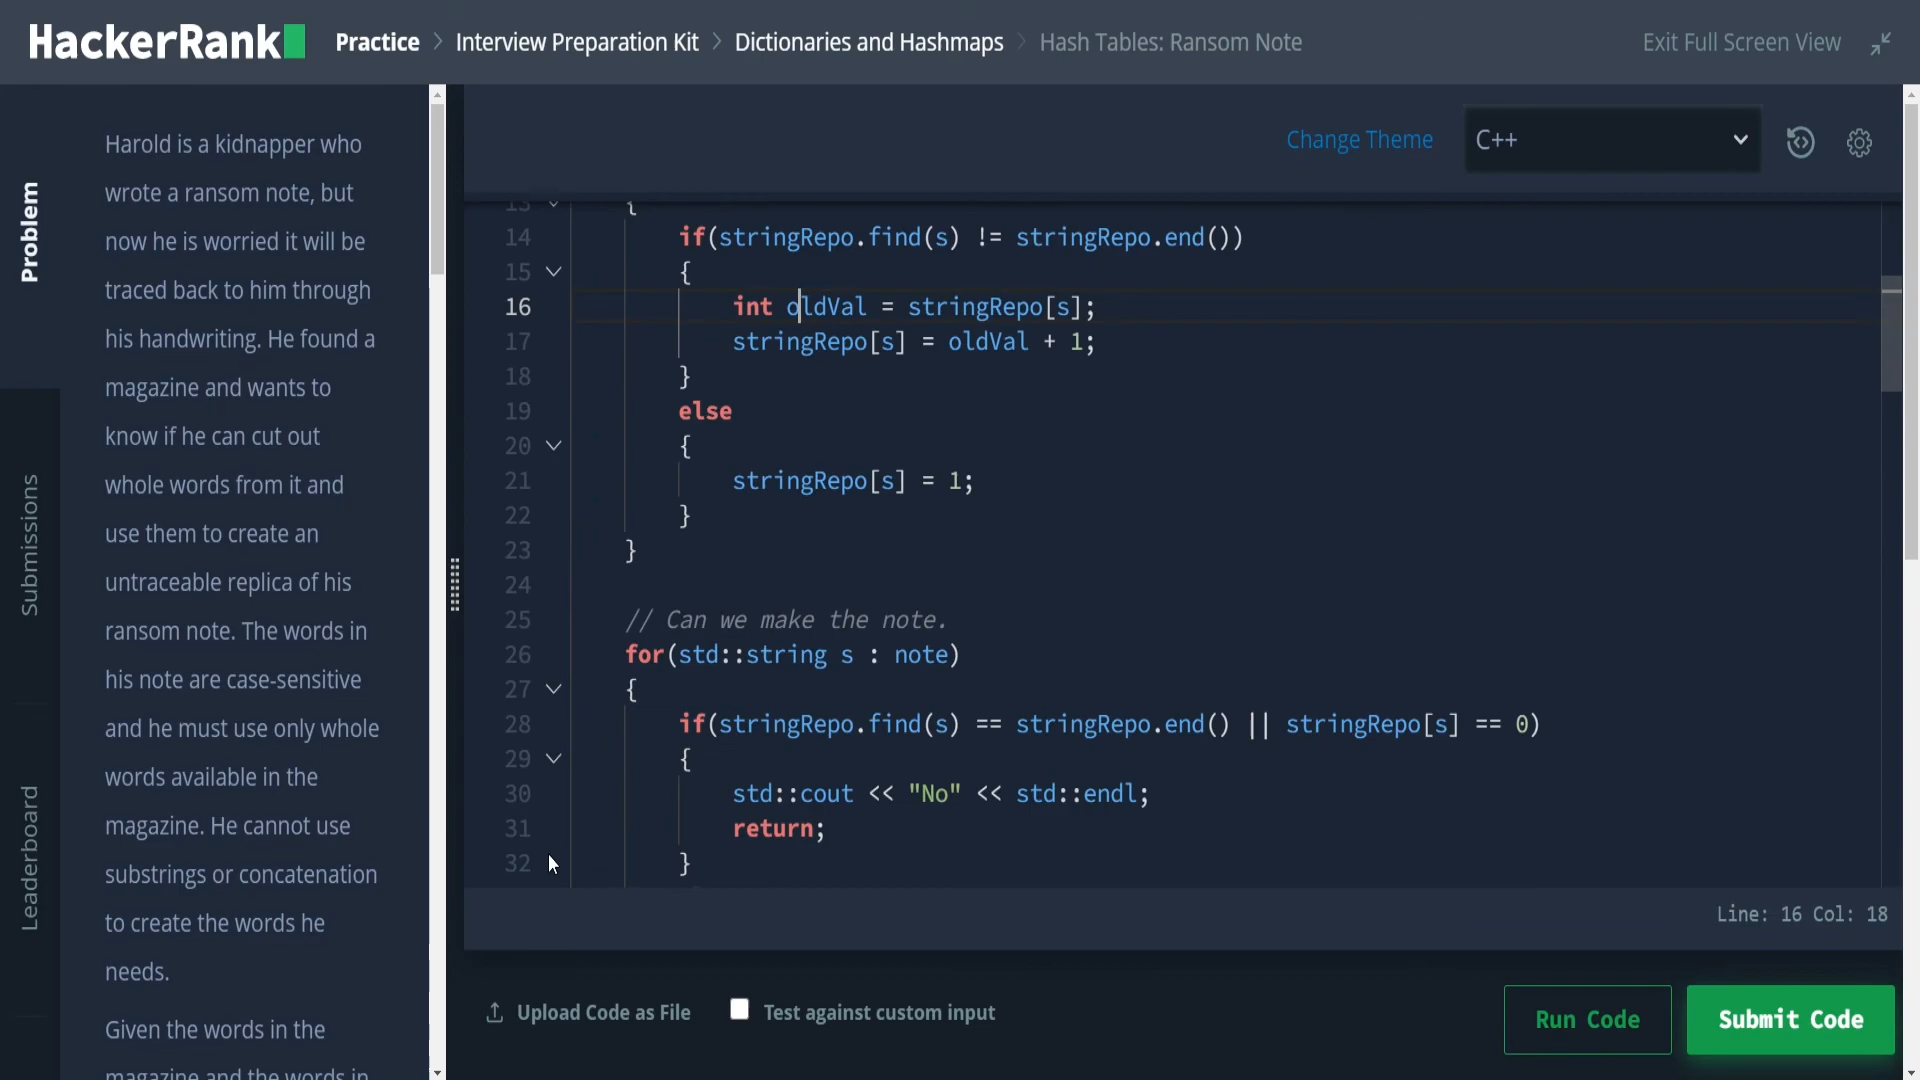 HackerRank
Practice > Interview Preparation Kit > Dictionaries and Hashmaps > Hash Tables: Ransom Note
Exit Full Screen View
Problem
Submissions
Leaderboard
Harold is a kidnapper who
wrote a ransom note, but
now he is worried it will be
traced back to him through
his handwriting. He found a
magazine and wants to
know if he can cut out
whole words from it and
use them to create an
untraceable replica of his
ransom note. The words in
his note are case-sensitive
and he must use only whole
words available in the
magazine. He cannot use
substrings or concatenation
to create the words he
needs.
Given the words in the
magazine and the words in
Change Theme
C++
13 {
14 if(stringRepo.find(s) != stringRepo.end())
15 {
16 int oldVal = stringRepo[s];
17 stringRepo[s] = oldVal + 1;
18 }
19 else
20 {
21 stringRepo[s] = 1;
22 }
23 }
24
25 // Can we make the note.
26 for(std::string s : note)
27 {
28 if(stringRepo.find(s) == stringRepo.end() || stringRepo[s] == 0)
29 {
30 std::cout << "No" << std::endl;
31 return;
32 }
Line: 16 Col: 18
Upload Code as File
Test against custom input
Run Code
Submit Code